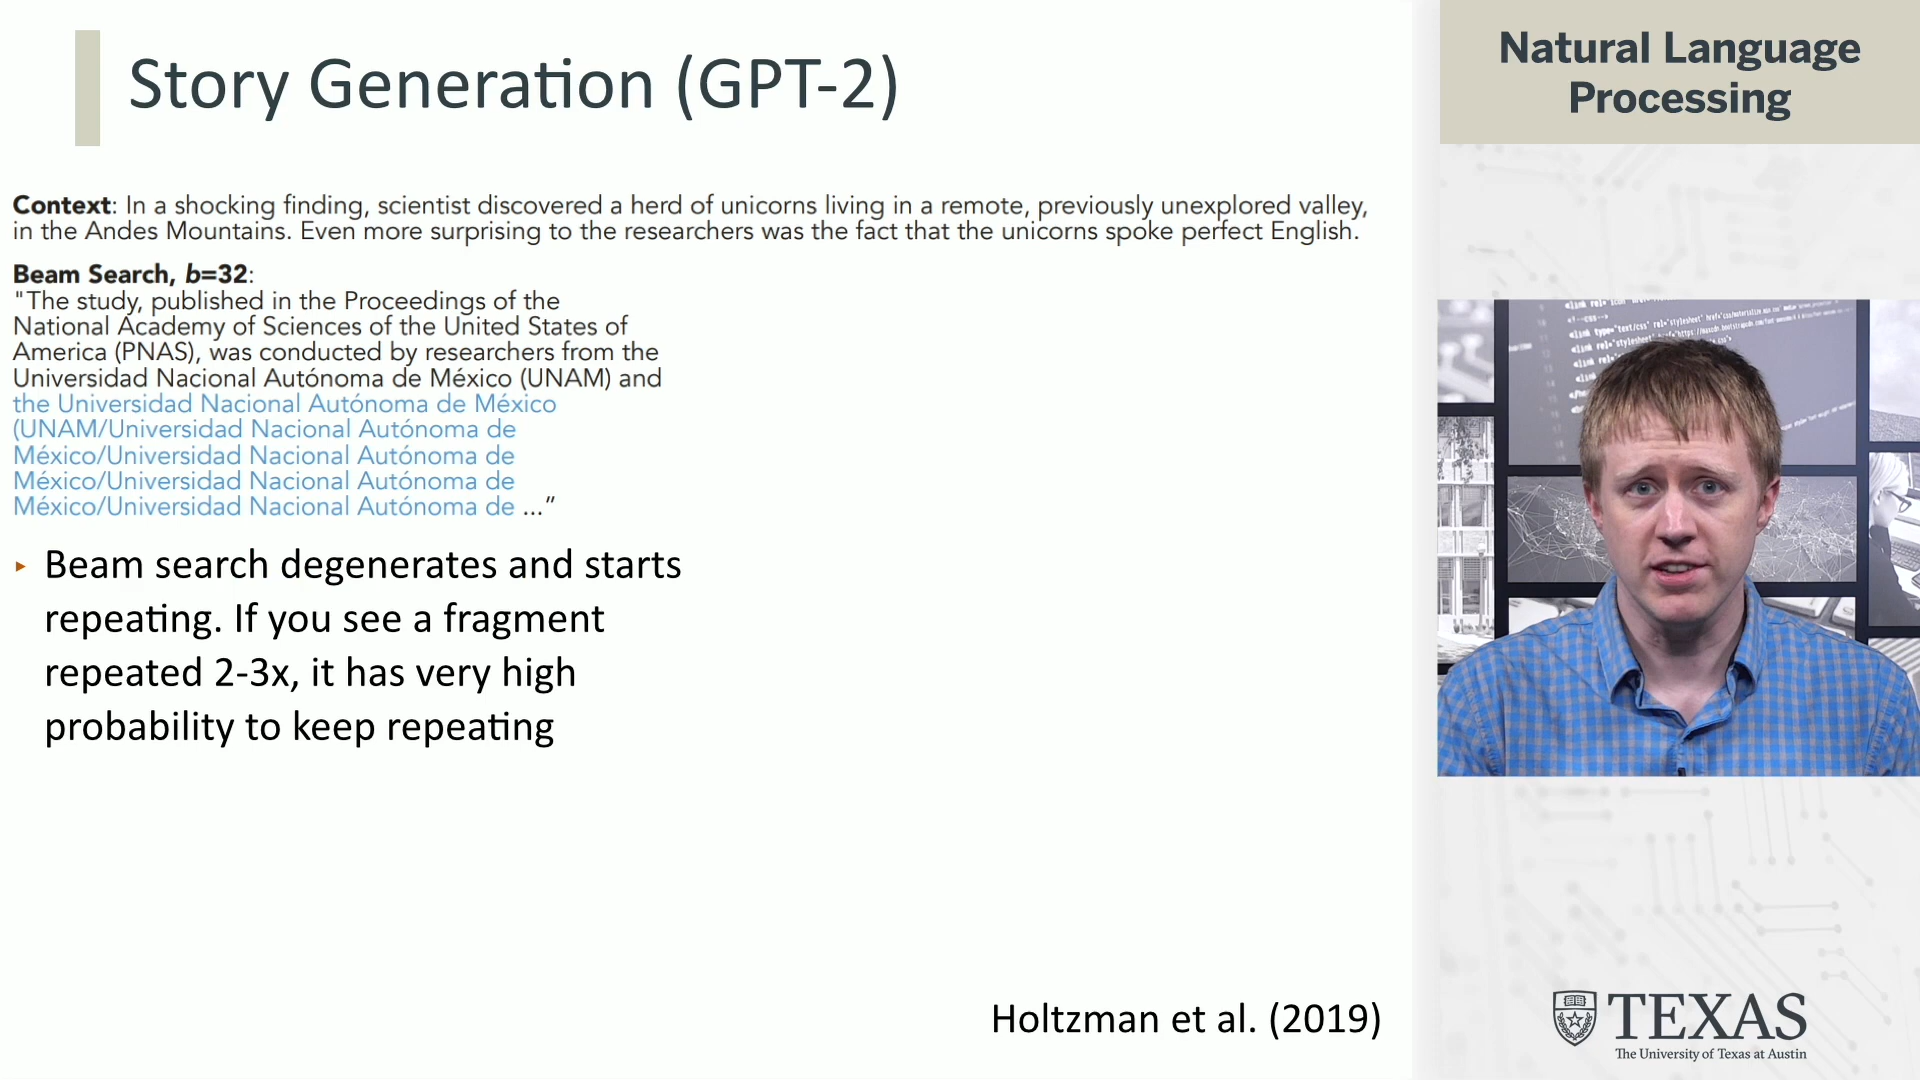 Story Generation (GPT-2)
Natural Language
Processing
Context: In a shocking finding, scientist discovered a herd of unicorns living in a remote, previously unexplored valley,
in the Andes Mountains. Even more surprising to the researchers was the fact that the unicorns spoke perfect English.
Beam Search, b=32:
"The study, published in the Proceedings of the
National Academy of Sciences of the United States of
America (PNAS), was conducted by researchers from the
Universidad Nacional Autónoma de México (UNAM) and
the Universidad Nacional Autónoma de México
(UNAM/Universidad Nacional Autónoma de
México/Universidad Nacional Autónoma de
México/Universidad Nacional Autónoma de
México/Universidad Nacional Autónoma de ..."
▸ Beam search degenerates and starts
repeating. If you see a fragment
repeated 2-3x, it has very high
probability to keep repeating
Holtzman et al. (2019)
TEXAS
The University of Texas at Austin